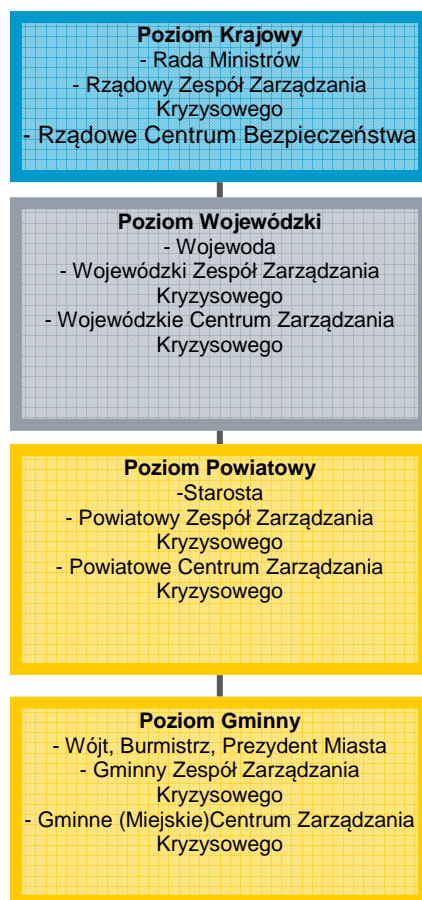 Poziom Krajowy
- Rada Ministrów
- Rządowy Zespół Zarządzania
Kryzysowego
- Rządowe Centrum Bezpieczeństwa
Poziom Wojewódzki
- Wojewoda
- Wojewódzki Zespół Zarządzania
Kryzysowego
- Wojewódzkie Centrum Zarządzania
Kryzysowego
Poziom Powiatowy
-Starosta
- Powiatowy Zespół Zarządzania
Kryzysowego
- Powiatowe Centrum Zarządzania
Kryzysowego
Poziom Gminny
- Wójt, Burmistrz, Prezydent Miasta
- Gminny Zespół Zarządzania
Kryzysowego
- Gminne (Miejskie)Centrum Zarządzania
Kryzysowego